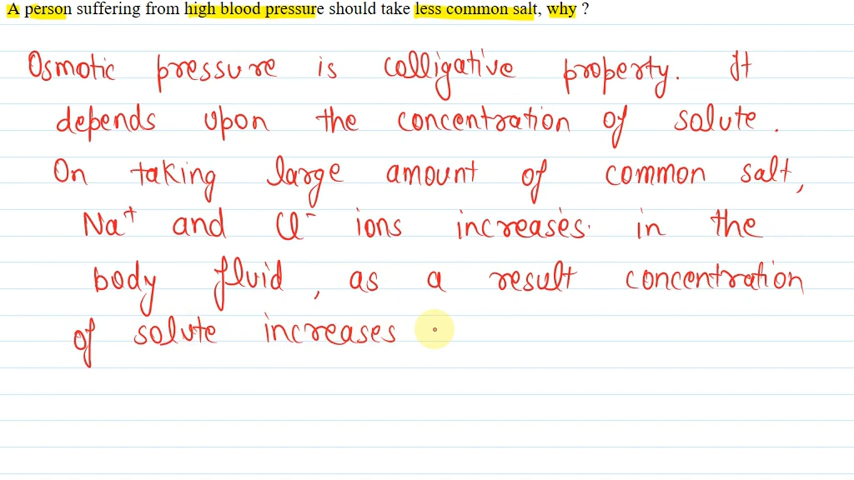 A person suffering from high blood pressure should take less common salt, why ?
Osmotic pressure is colligative property. It
depends upon the concentration of solute.
On taking large amount of common salt,
Na⁺ and Cl⁻ ions increases. in the
body fluid, as a result concentration
of solute increases